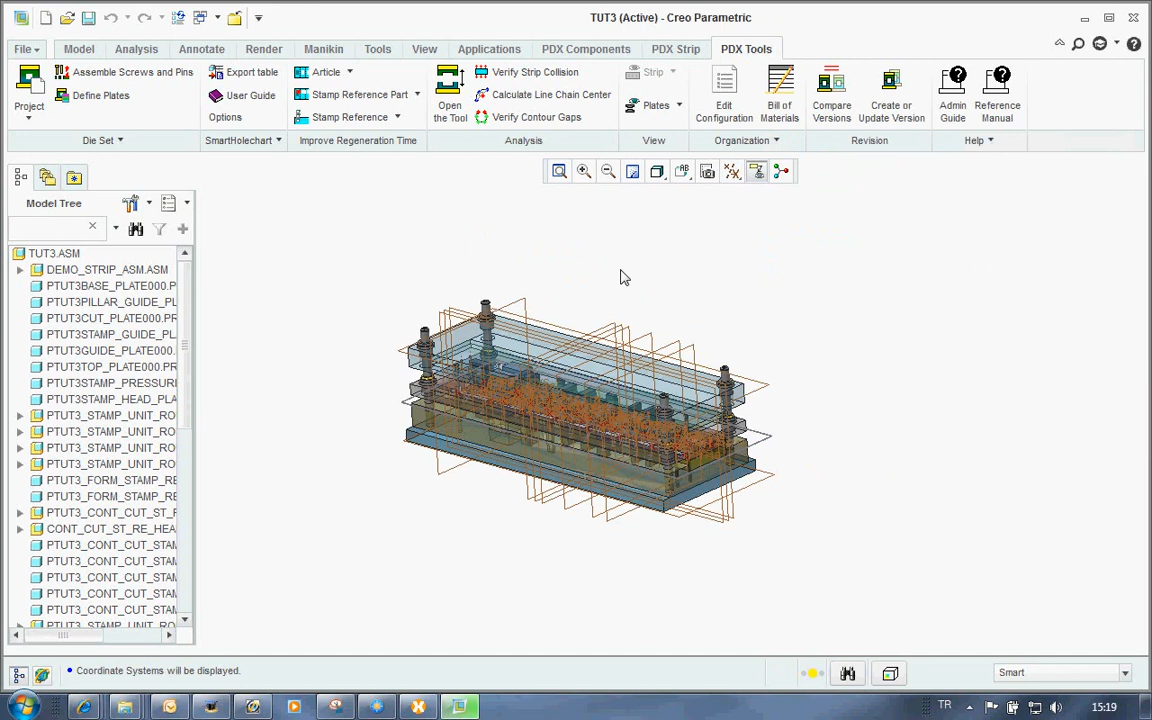 TUT3 (Active) - Creo Parametric
File Model Analysis Annotate Render Manikin Tools View Applications PDX Components PDX Strip PDX Tools
Project
Assemble Screws and Pins
Define Plates
Die Set
Export table
User Guide
Options
SmartHolechart
Article
Stamp Reference Part
Stamp Reference
Improve Regeneration Time
Open the Tool
Verify Strip Collision
Calculate Line Chain Center
Verify Contour Gaps
Analysis
Strip
Plates
View
Edit Configuration
Bill of Materials
Organization
Compare Versions
Create or Update Version
Revision
Admin Guide
Reference Manual
Help
Model Tree
TUT3.ASM
DEMO_STRIP_ASM.ASM
PTUT3BASE_PLATE000.PR
PTUT3PILLAR_GUIDE_PL
PTUT3CUT_PLATE000.PR
PTUT3STAMP_GUIDE_PL
PTUT3GUIDE_PLATE000.
PTUT3TOP_PLATE000.PR
PTUT3STAMP_PRESSUR
PTUT3STAMP_HEAD_PLA
PTUT3_STAMP_UNIT_RO
PTUT3_STAMP_UNIT_RO
PTUT3_STAMP_UNIT_RO
PTUT3_STAMP_UNIT_RO
PTUT3_FORM_STAMP_RE
PTUT3_FORM_STAMP_RE
PTUT3_CONT_CUT_ST_F
CONT_CUT_ST_RE_HEA
PTUT3_CONT_CUT_STAM
PTUT3_CONT_CUT_STAM
PTUT3_CONT_CUT_STAM
PTUT3_CONT_CUT_STAM
PTUT3_CONT_CUT_STAM
PTUT3_STAMP_UNIT_RO
Coordinate Systems will be displayed.
Smart
TR
15:19